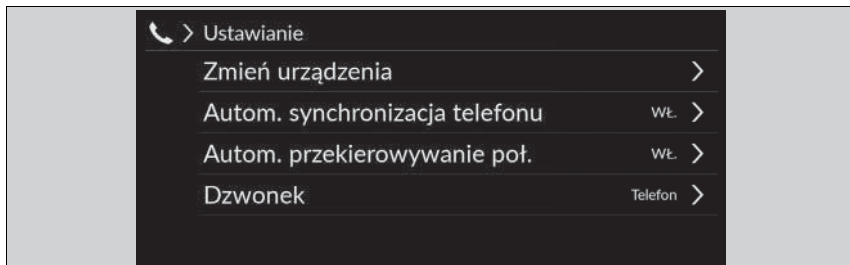 Ustawianie
Zmień urządzenia
Autom. synchronizacja telefonu WŁ.
Autom. przekierowywanie poł. WŁ.
Dzwonek Telefon